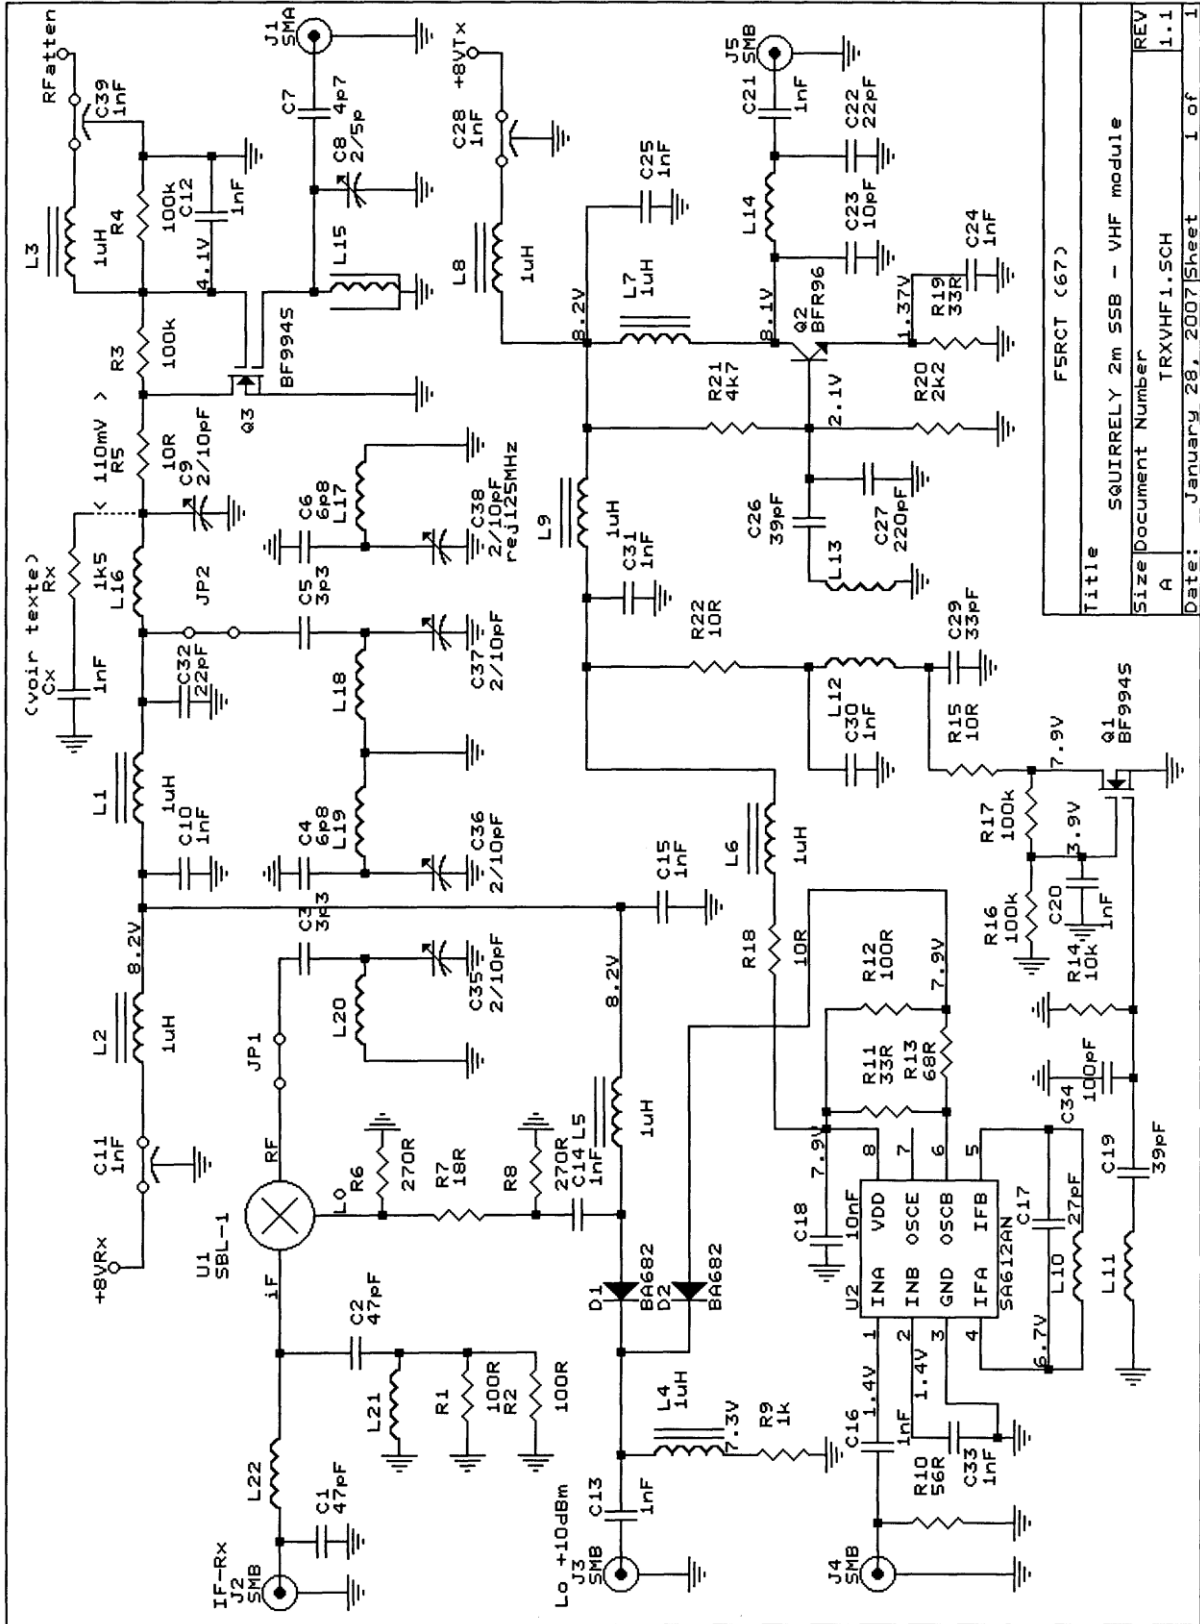 (voir texte)
Cx
1nF
Rx
1k5
< 110mV >
+8VRx
C11
1nF
L2
1uH
8.2V
C10
1nF
L1
1uH
C32
22pF
L16
JP2
R5
10R
C9
2/10pF
R3
100k
R4
100k
C12
1nF
4.1V
L3
1uH
RFatten
C39
1nF
Q3
BF994S
L15
C8
2/5p
C7
4p7
J1
SMA
IF-Rx
J2
SMB
C1
47pF
L22
iF
U1
SBL-1
RF
Lo
JP1
C2
47pF
L21
R1
100R
R2
100R
R6
270R
R7
18R
R8
270R
C14
1nF
C3
3p3
L20
C35
2/10pF
C4
6p8
L19
C36
2/10pF
L18
C5
3p3
C37
2/10pF
C6
6p8
L17
C38
2/10pF
rej125MHz
Lo +10dBm
J3
SMB
C13
1nF
L4
1uH
7.3V
R9
1k
D1
BA682
D2
BA682
L5
1uH
8.2V
C15
1nF
L8
1uH
C28
1nF
+8VTx
8.2V
C25
1nF
L7
1uH
L9
1uH
C31
1nF
R22
10R
L6
1uH
R18
10R
R21
4k7
8.1V
Q2
BFR96
2.1V
1.37V
R19
33R
C24
1nF
R20
2k2
L14
C23
10pF
C22
22pF
C21
1nF
J5
SMB
C26
39pF
C27
220pF
L13
C30
1nF
L12
C29
33pF
R15
10R
7.9V
Q1
BF994S
R17
100k
3.9V
R16
100k
C20
1nF
R14
10k
C34
100pF
C19
39pF
L11
J4
SMB
C16
1nF
R10
56R
C33
1nF
1.4V
1.4V
1 2 3 4
U2
INA VDD
INB OSCE
GND OSCB
IFA IFB
SA612AN
8 7 6 5
C18
10nF
7.9V
R11
33R
R12
100R
R13
68R
7.9V
C17
27pF
L10
6.7V
F5RCT (67)
Title
SQUIRRELY 2m SSB - VHF module
Size Document Number REV
A TRXVHF1.SCH 1.1
Date: January 28, 2007 Sheet 1 of 1